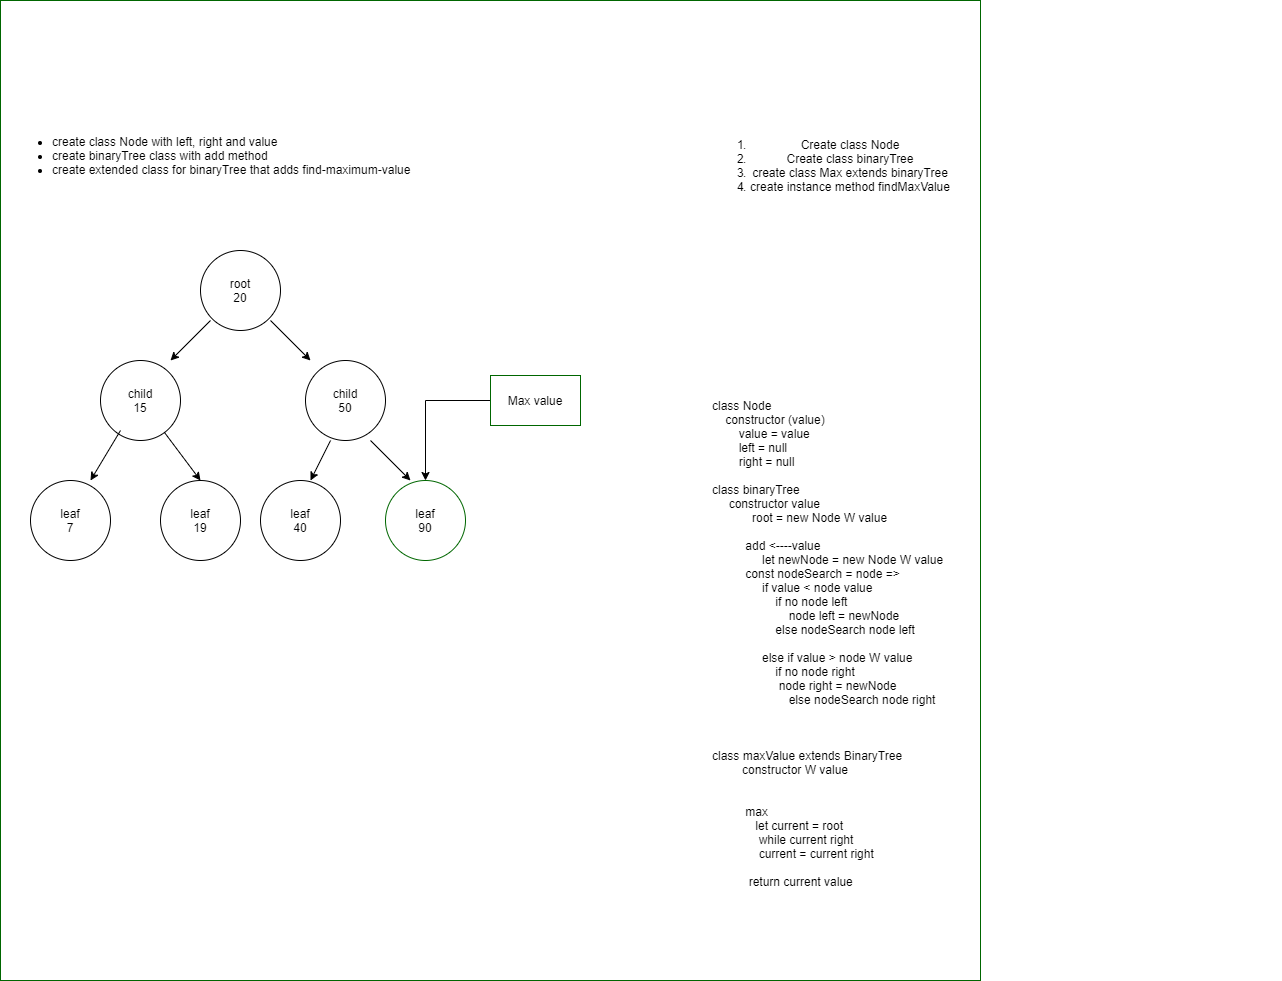 • create class Node with left, right and value
• create binaryTree class with add method
• create extended class for binaryTree that adds find-maximum-value
1. Create class Node
2. Create class binaryTree
3. create class Max extends binaryTree
4. create instance method findMaxValue
root
20
child
15
child
50
Max value
leaf
7
leaf
19
leaf
40
leaf
90
class Node
constructor (value)
value = value
left = null
right = null
class binaryTree
constructor value
root = new Node W value
add <----value
let newNode = new Node W value
const nodeSearch = node =>
if value < node value
if no node left
node left = newNode
else nodeSearch node left
else if value > node W value
if no node right
node right = newNode
else nodeSearch node right
class maxValue extends BinaryTree
constructor W value
max
let current = root
while current right
current = current right
return current value